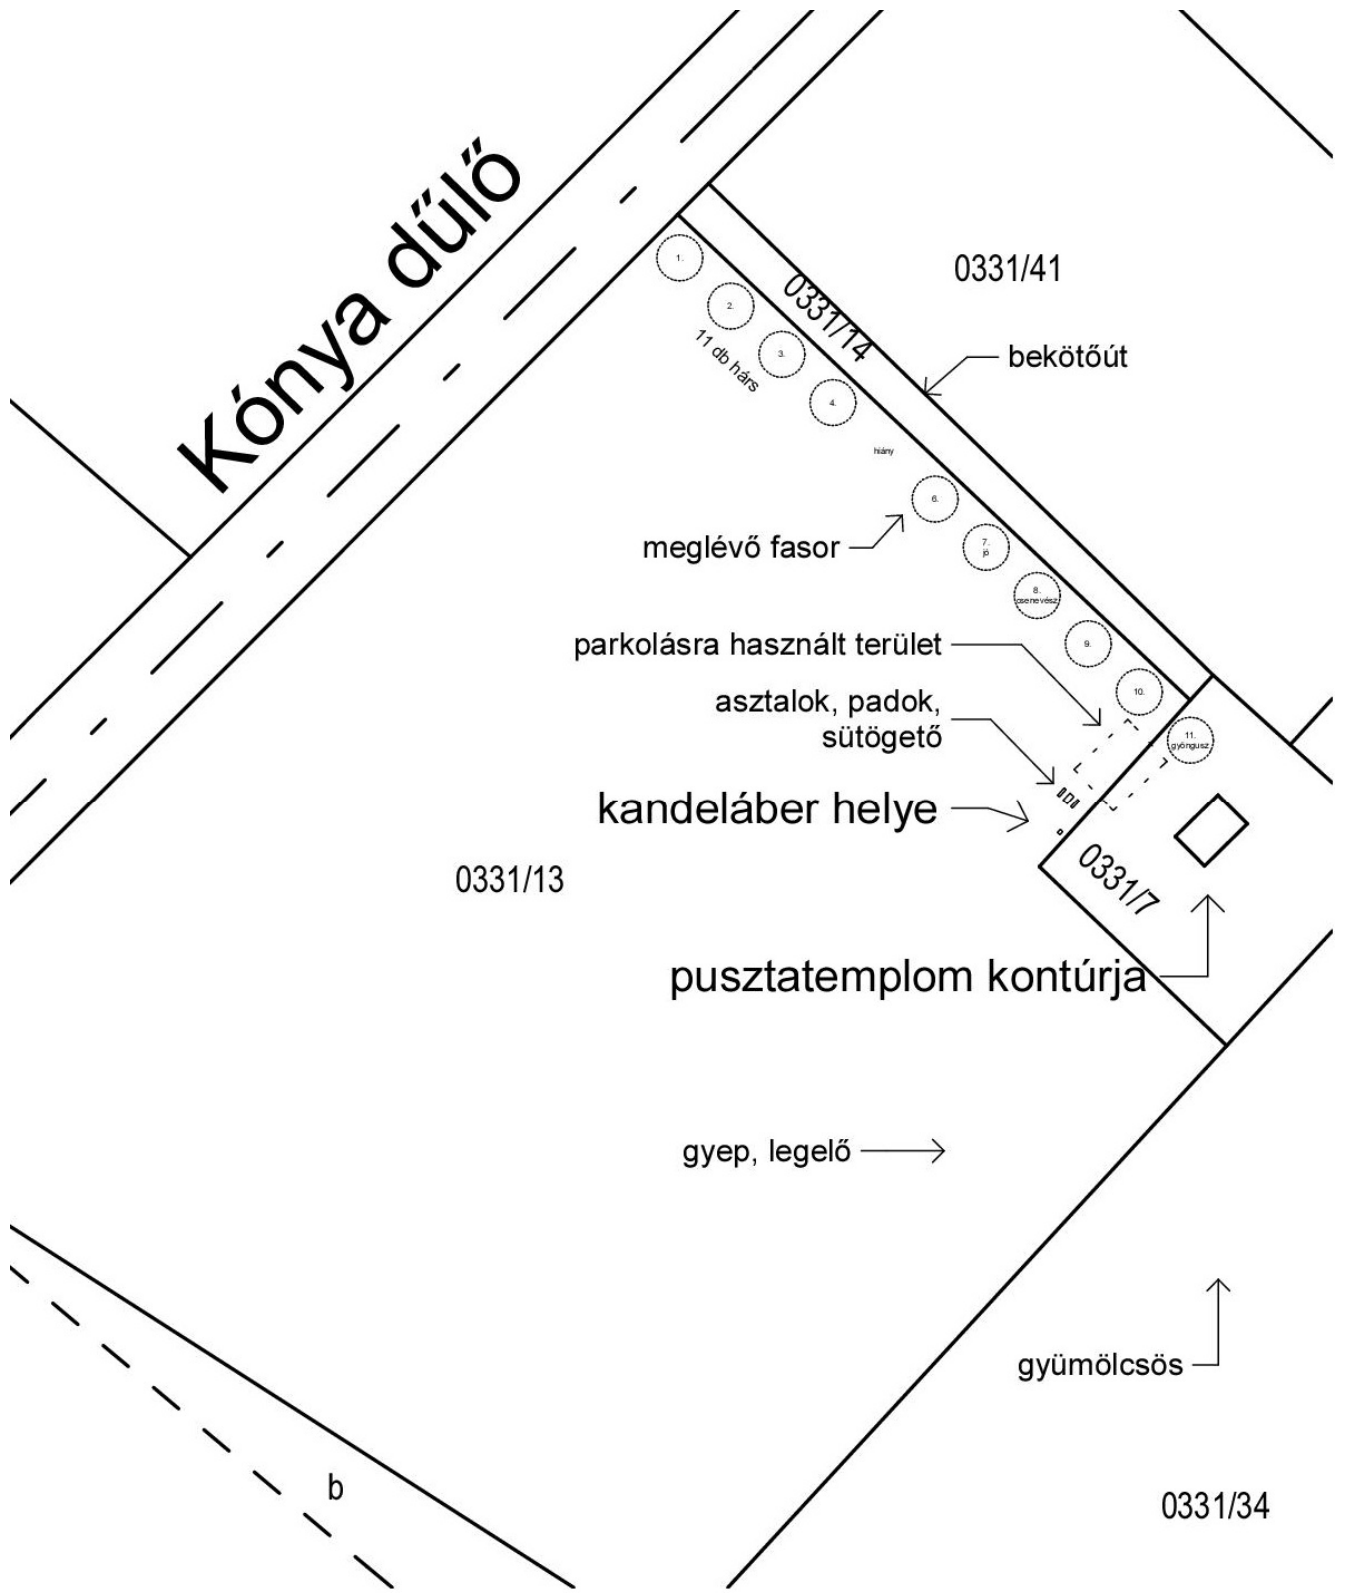 Kónya dűlő
0331/41
1.
2.
0331/14
3.
11 db hárs
bekötőút
4.
hiány
6.
meglévő fasor
7.
jó
8.
csenevész
9.
parkolásra használt terület
10.
asztalok, padok,
sütögető
11.
gyöngusz
kandeláber helye
0331/13
0331/7
pusztatemplom kontúrja
gyep, legelő
gyümölcsös
b
0331/34